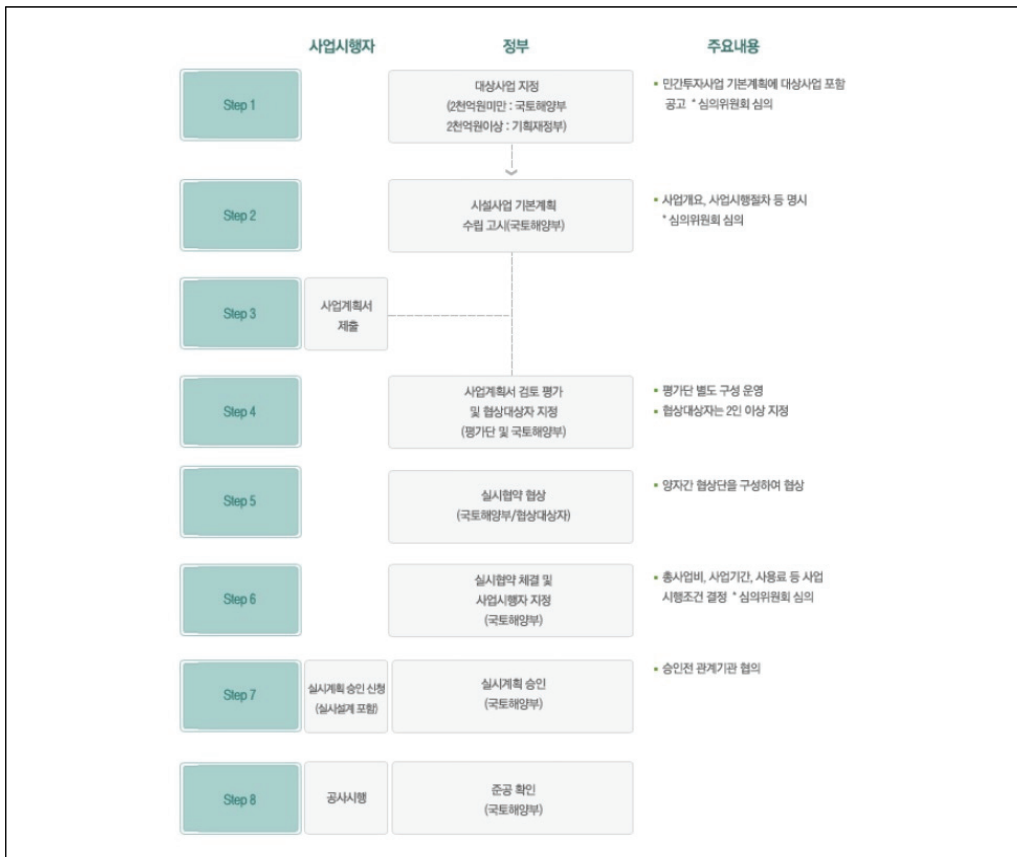 사업시행자 정부 주요내용
Step 1
대상사업 지정
(2천억원미만 : 국토해양부
2천억원이상 : 기획재정부)
▪ 민간투자사업 기본계획에 대상사업 포함
공고 * 심의위원회 심의
Step 2
시설사업 기본계획
수립 고시(국토해양부)
▪ 사업개요, 사업시행절차 등 명시
* 심의위원회 심의
Step 3
사업계획서
제출
Step 4
사업계획서 검토 평가
및 협상대상자 지정
(평가단 및 국토해양부)
▪ 평가단 별도 구성 운영
▪ 협상대상자는 2인 이상 지정
Step 5
실시협약 협상
(국토해양부/협상대상자)
▪ 양자간 협상단을 구성하여 협상
Step 6
실시협약 체결 및
사업시행자 지정
(국토해양부)
▪ 총사업비, 사업기간, 사용료 등 사업
시행조건 결정 * 심의위원회 심의
Step 7
실시계획 승인 신청
(실시설계 포함)
실시계획 승인
(국토해양부)
▪ 승인전 관계기관 협의
Step 8
공사시행
준공 확인
(국토해양부)